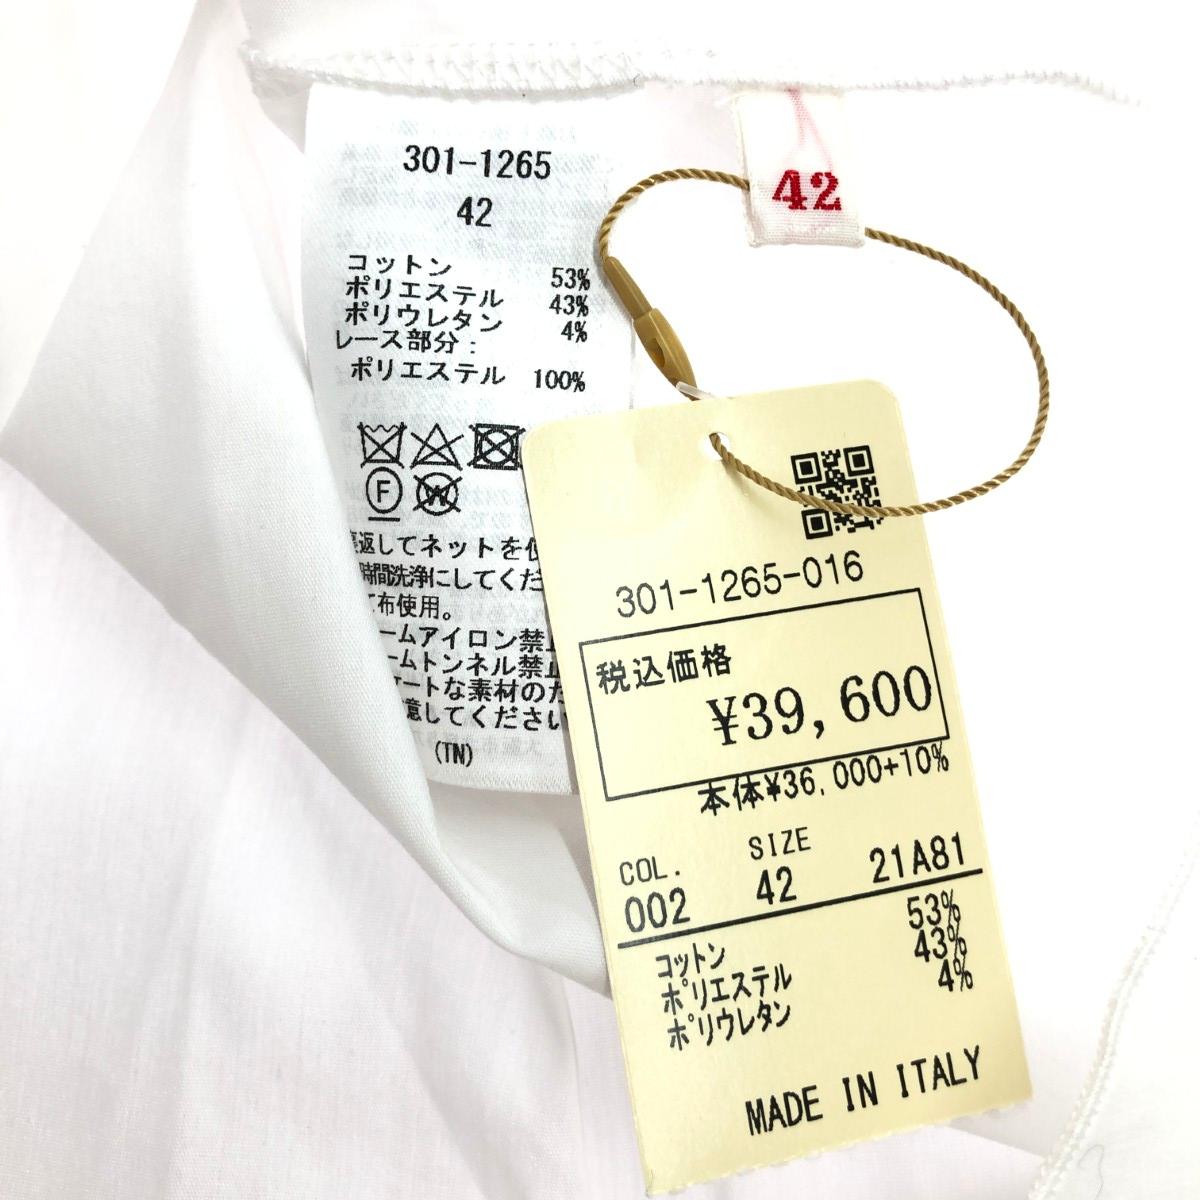 301-1265
42
コットン 53%
ポリエステル 43%
ポリウレタン 4%
レース部分:
ポリエステル 100%
F
W
返してネットを使
時間洗浄にしてくだ
て布使用。
ームアイロン禁止
ームトンネル禁止
ートな素材のた
意してください
(TN)
42
301-1265-016
税込価格
¥39,600
本体¥36,000+10%
COL. SIZE
002 42 21A81
コットン 53%
ポリエステル 43%
ポリウレタン 4%
MADE IN ITALY